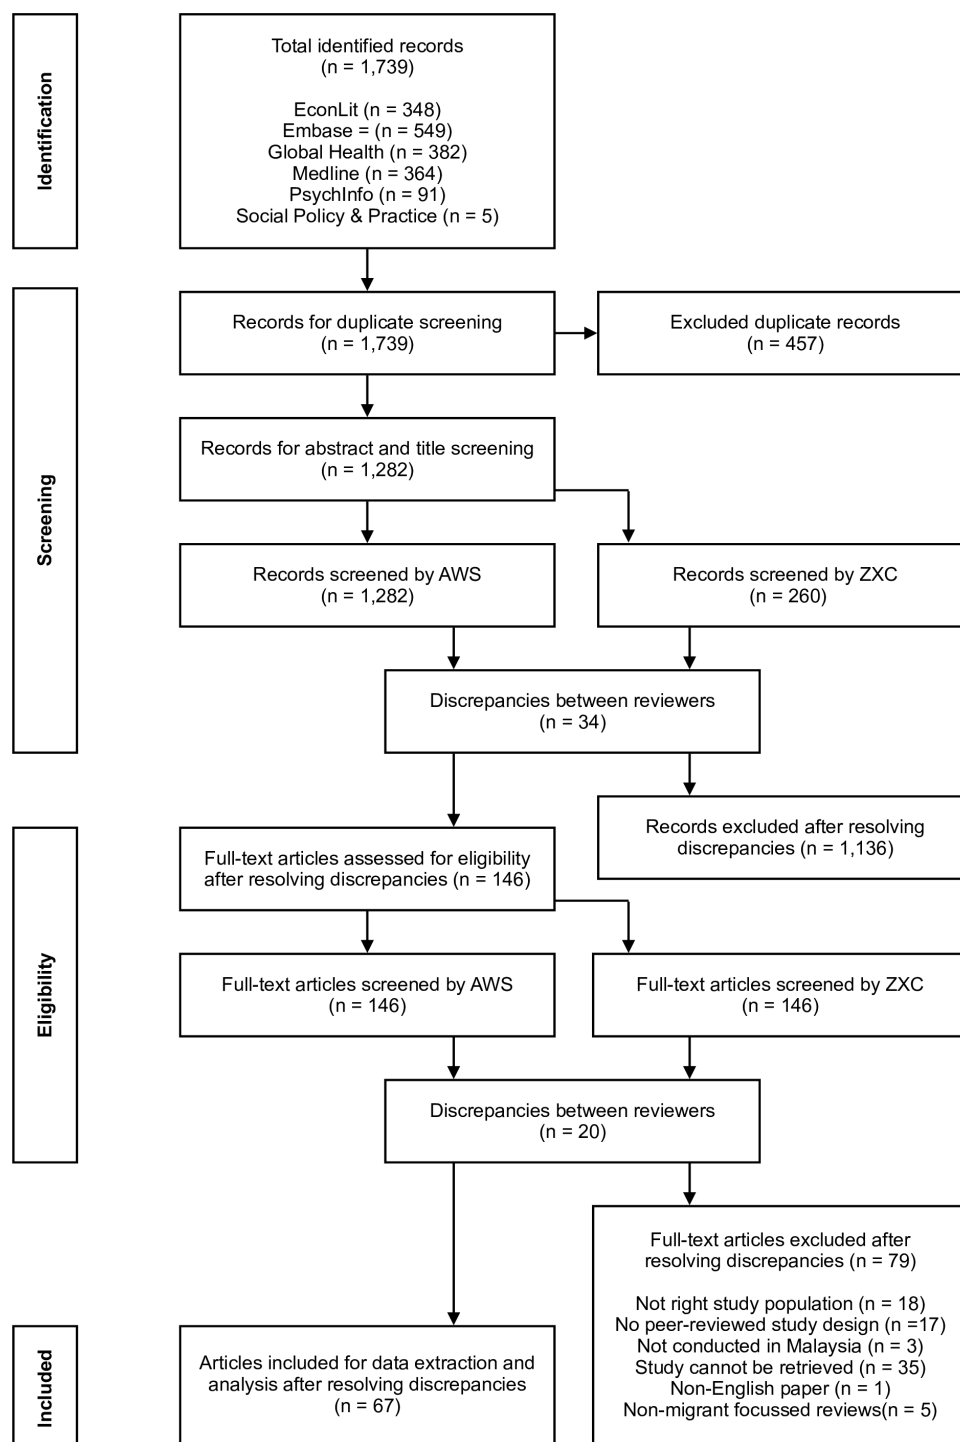 Identification
Total identified records
(n = 1,739)
EconLit (n = 348)
Embase = (n = 549)
Global Health (n = 382)
Medline (n = 364)
PsychInfo (n = 91)
Social Policy & Practice (n = 5)
Screening
Records for duplicate screening
(n = 1,739)
Excluded duplicate records
(n = 457)
Records for abstract and title screening
(n = 1,282)
Records screened by AWS
(n = 1,282)
Records screened by ZXC
(n = 260)
Discrepancies between reviewers
(n = 34)
Records excluded after resolving
discrepancies (n = 1,136)
Eligibility
Full-text articles assessed for eligibility
after resolving discrepancies (n = 146)
Full-text articles screened by AWS
(n = 146)
Full-text articles screened by ZXC
(n = 146)
Discrepancies between reviewers
(n = 20)
Full-text articles excluded after
resolving discrepancies (n = 79)
Not right study population (n = 18)
No peer-reviewed study design (n =17)
Not conducted in Malaysia (n = 3)
Study cannot be retrieved (n = 35)
Non-English paper (n = 1)
Non-migrant focussed reviews(n = 5)
Included
Articles included for data extraction and
analysis after resolving discrepancies
(n = 67)